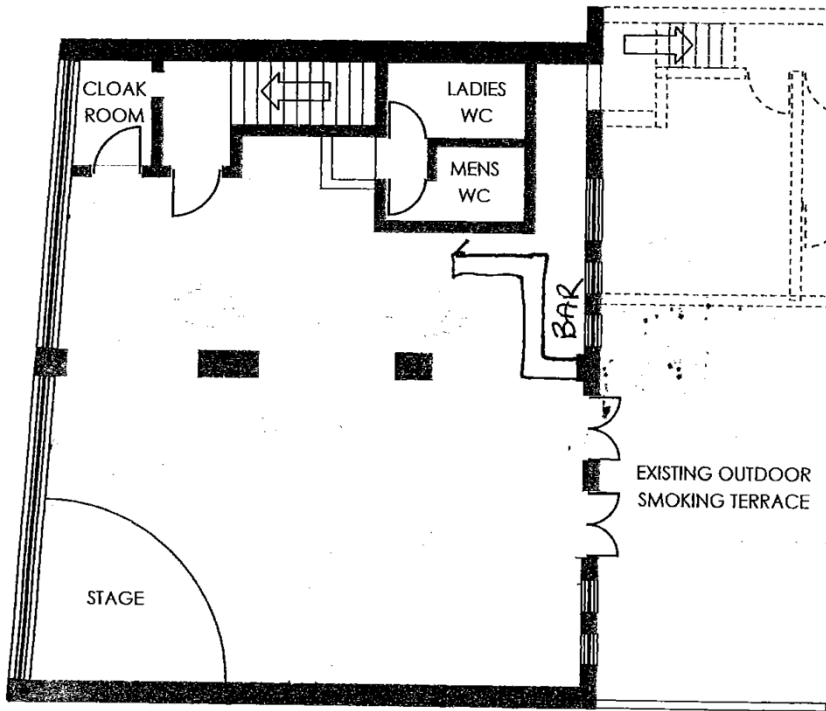 CLOAK
ROOM
LADIES
WC
MENS
WC
BAR
EXISTING OUTDOOR
SMOKING TERRACE
STAGE